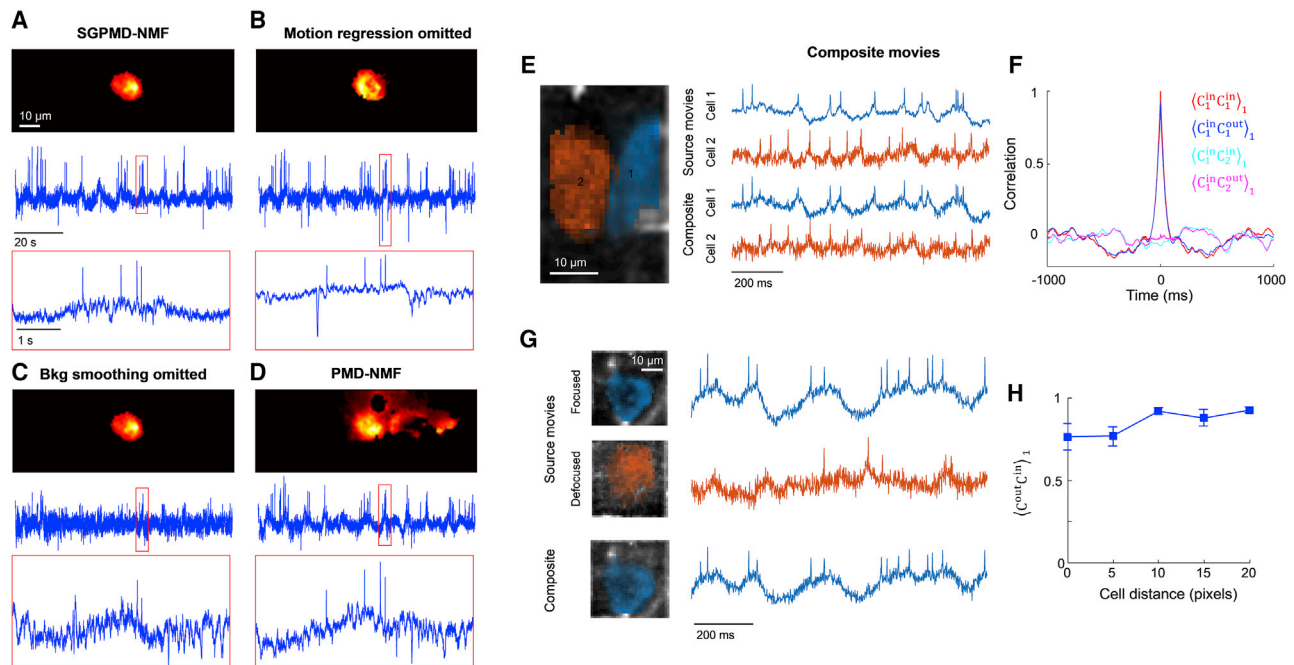 A
SGPMD-NMF
10 µm
20 s
1 s
B
Motion regression omitted
C
Bkg smoothing omitted
D
PMD-NMF
E
Composite movies
2
1
10 µm
Source movies
Cell 1
Cell 2
Composite
Cell 1
Cell 2
200 ms
F
Correlation
1
0.5
0
-1000
0
1000
Time (ms)
⟨C₁ⁱⁿC₁ⁱⁿ⟩₁
⟨C₁ⁱⁿC₁ᵒᵘᵗ⟩₁
⟨C₁ⁱⁿC₂ⁱⁿ⟩₁
⟨C₁ⁱⁿC₂ᵒᵘᵗ⟩₁
G
10 µm
Source movies
Focused
Defocused
Composite
200 ms
H
⟨CᵒᵘᵗCⁱⁿ⟩₁
1
0.5
0
0
5
10
15
20
Cell distance (pixels)